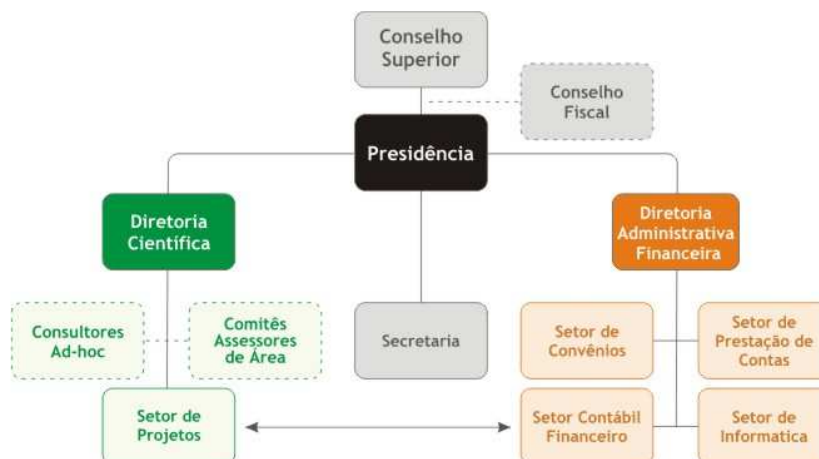 Conselho
Superior
Conselho
Fiscal
Presidência
Diretoria
Científica
Diretoria
Administrativa
Financeira
Consultores
Ad-hoc
Comitês
Assessores
de Área
Secretaria
Setor de
Convênios
Setor de
Prestação de
Contas
Setor de
Projetos
Setor Contábil
Financeiro
Setor de
Informatica